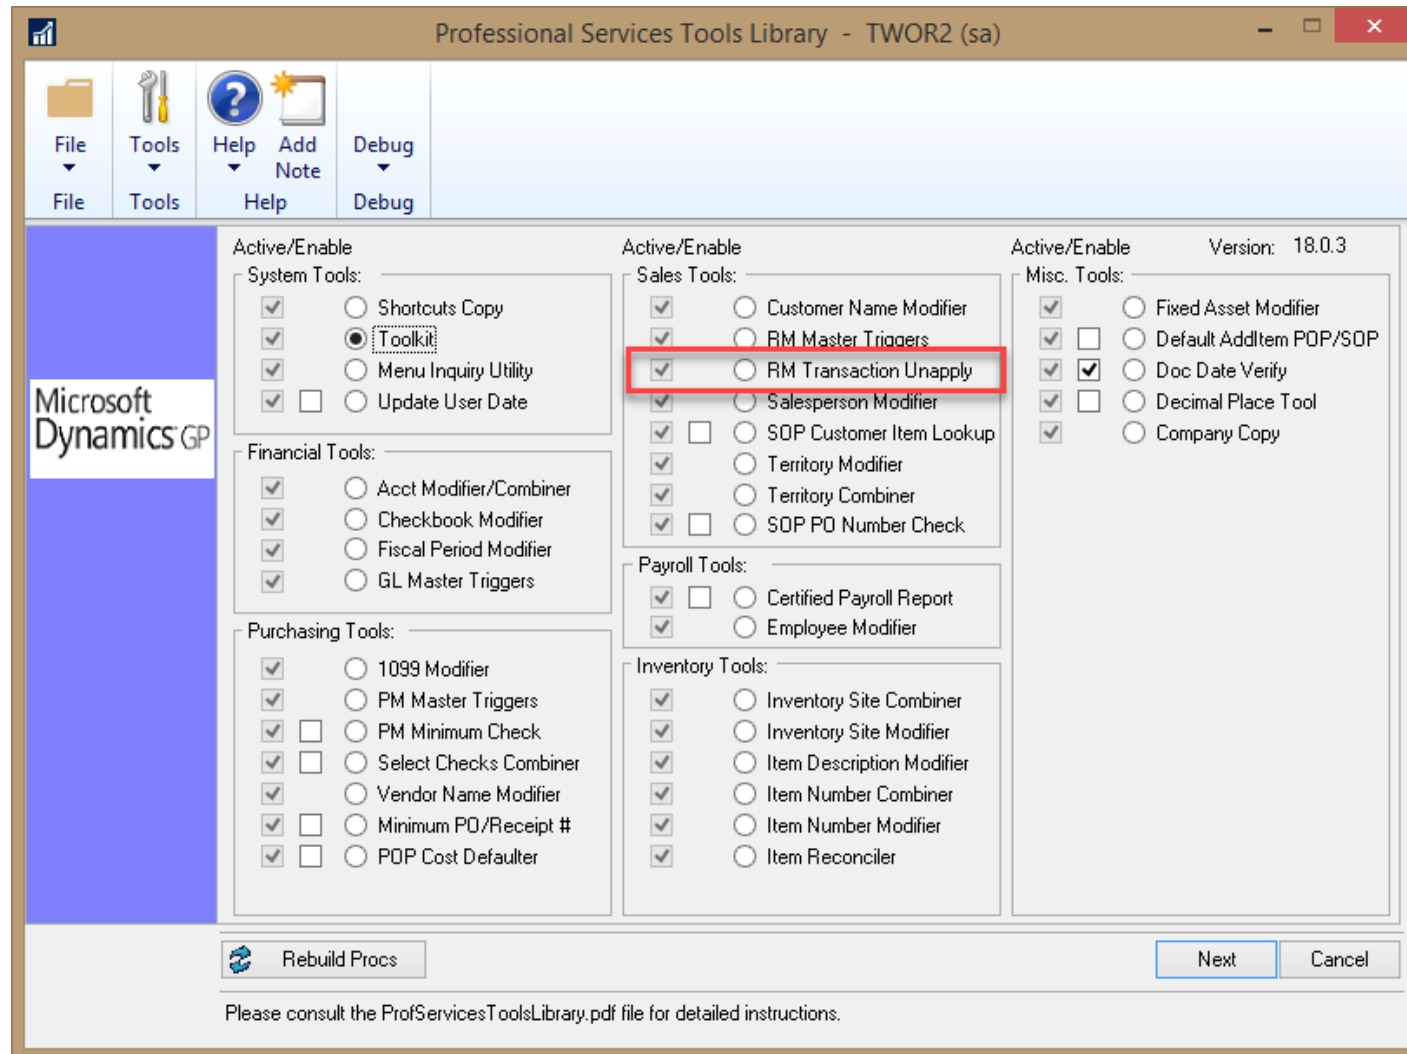 Professional Services Tools Library - TWOR2 (sa)
File
Tools
Help
Add Note
Debug
File
Tools
Help
Debug
Microsoft
Dynamics GP
Active/Enable
System Tools:
Shortcuts Copy
Toolkit
Menu Inquiry Utility
Update User Date
Financial Tools:
Acct Modifier/Combiner
Checkbook Modifier
Fiscal Period Modifier
GL Master Triggers
Purchasing Tools:
1099 Modifier
PM Master Triggers
PM Minimum Check
Select Checks Combiner
Vendor Name Modifier
Minimum PO/Receipt #
POP Cost Defaulter
Active/Enable
Sales Tools:
Customer Name Modifier
RM Master Triggers
RM Transaction Unapply
Salesperson Modifier
SOP Customer Item Lookup
Territory Modifier
Territory Combiner
SOP PO Number Check
Payroll Tools:
Certified Payroll Report
Employee Modifier
Inventory Tools:
Inventory Site Combiner
Inventory Site Modifier
Item Description Modifier
Item Number Combiner
Item Number Modifier
Item Reconciler
Active/Enable
Version: 18.0.3
Misc. Tools:
Fixed Asset Modifier
Default AddItem POP/SOP
Doc Date Verify
Decimal Place Tool
Company Copy
Rebuild Procs
Next
Cancel
Please consult the ProfServicesToolsLibrary.pdf file for detailed instructions.